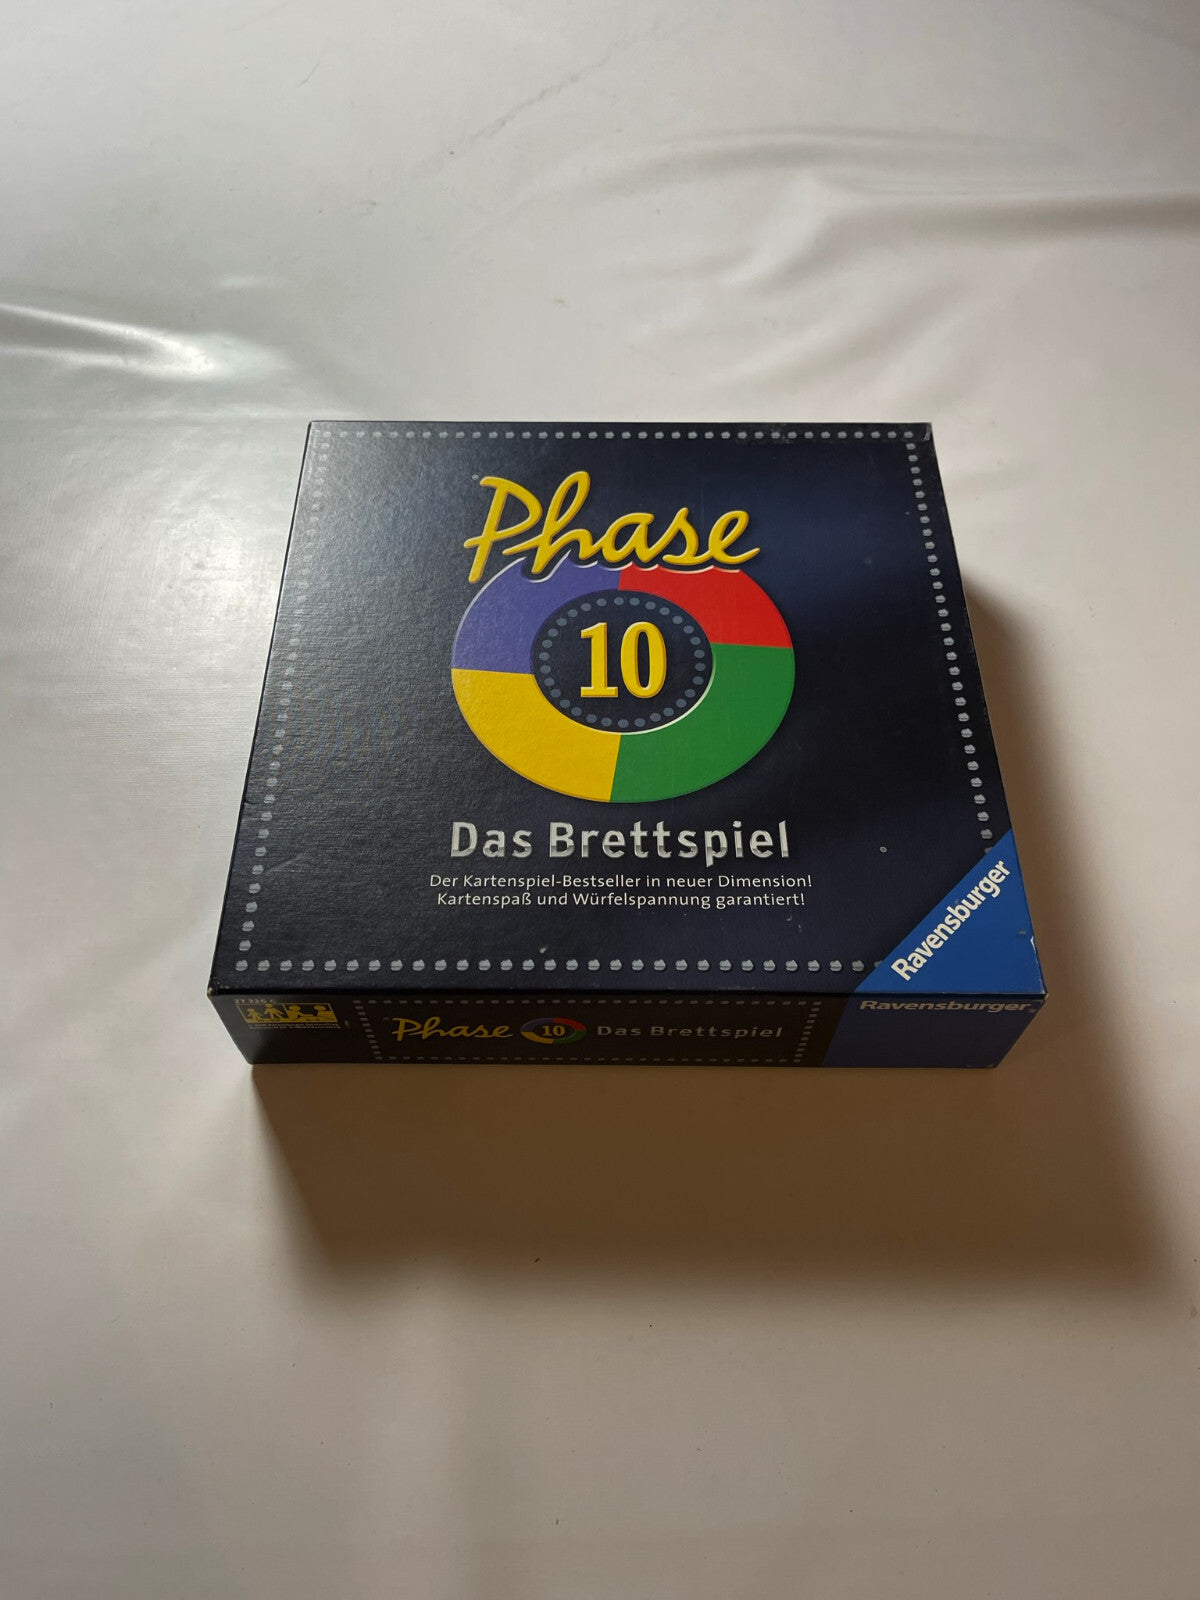 Phase
10
Das Brettspiel
Der Kartenspiel-Bestseller in neuer Dimension!
Kartenspaß und Würfelspannung garantiert!
Ravensburger
Phase 10 Das Brettspiel
Ravensburger